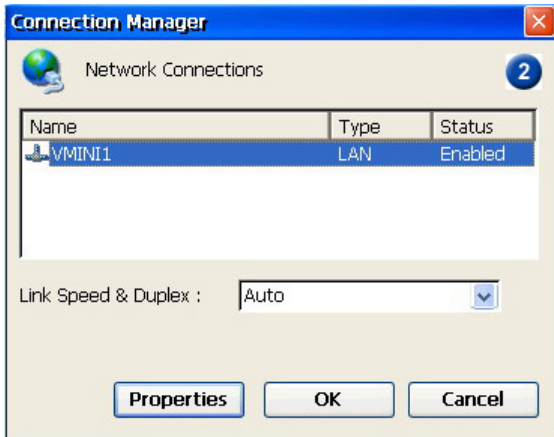 Connection Manager
Network Connections
2
Name Type Status
VMINI1 LAN Enabled
Link Speed & Duplex : Auto
Properties OK Cancel